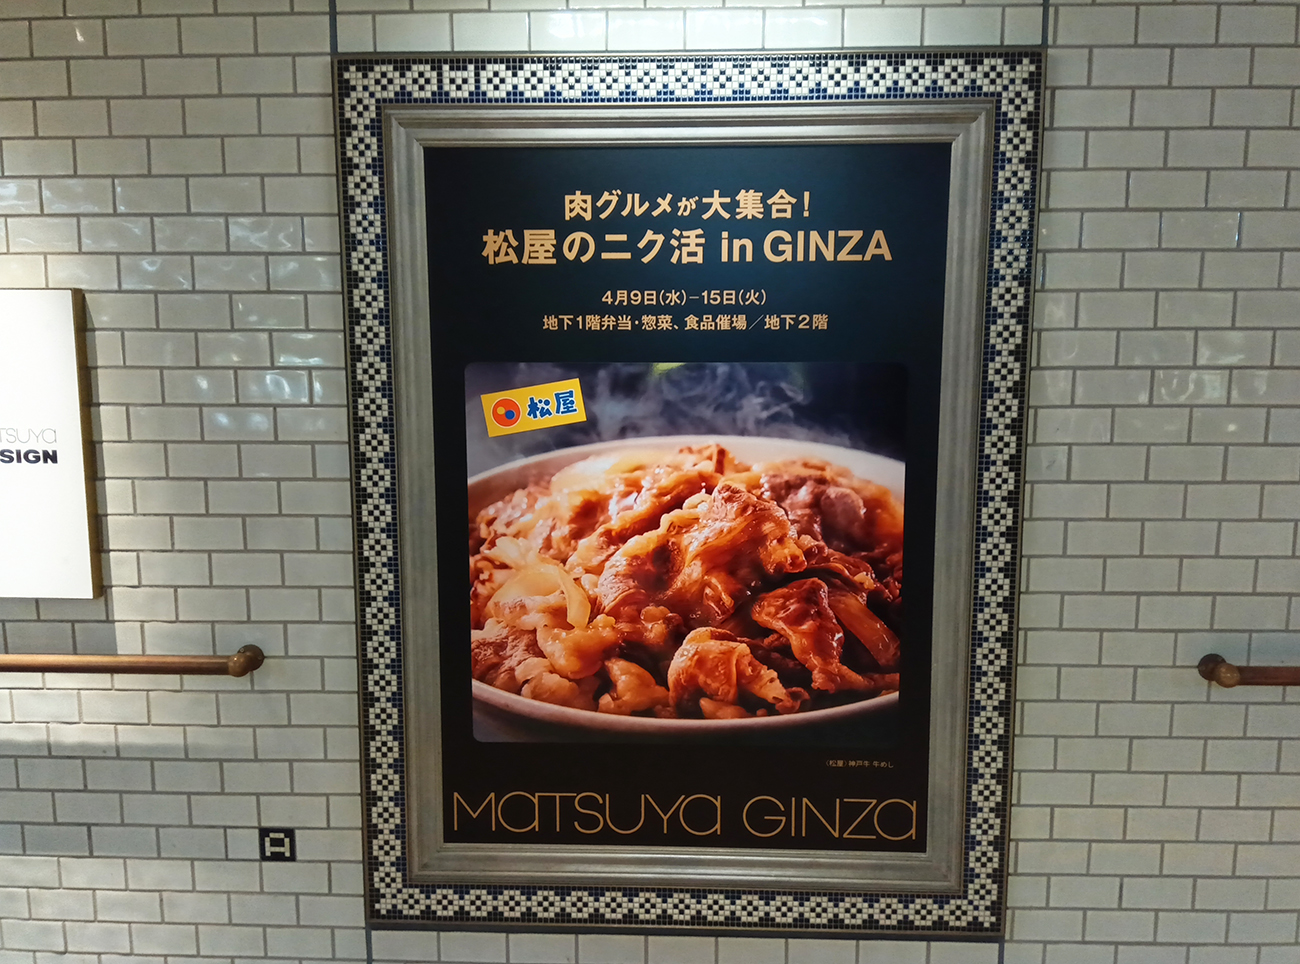 肉グルメが大集合！
松屋のニク活 in GINZA
4月9日(水)－15日(火)
地下1階弁当・惣菜、食品催場／地下2階
松屋
〈松屋〉神戸牛 牛めし
MATSUYA GINZA
TSUYA
SIGN
A